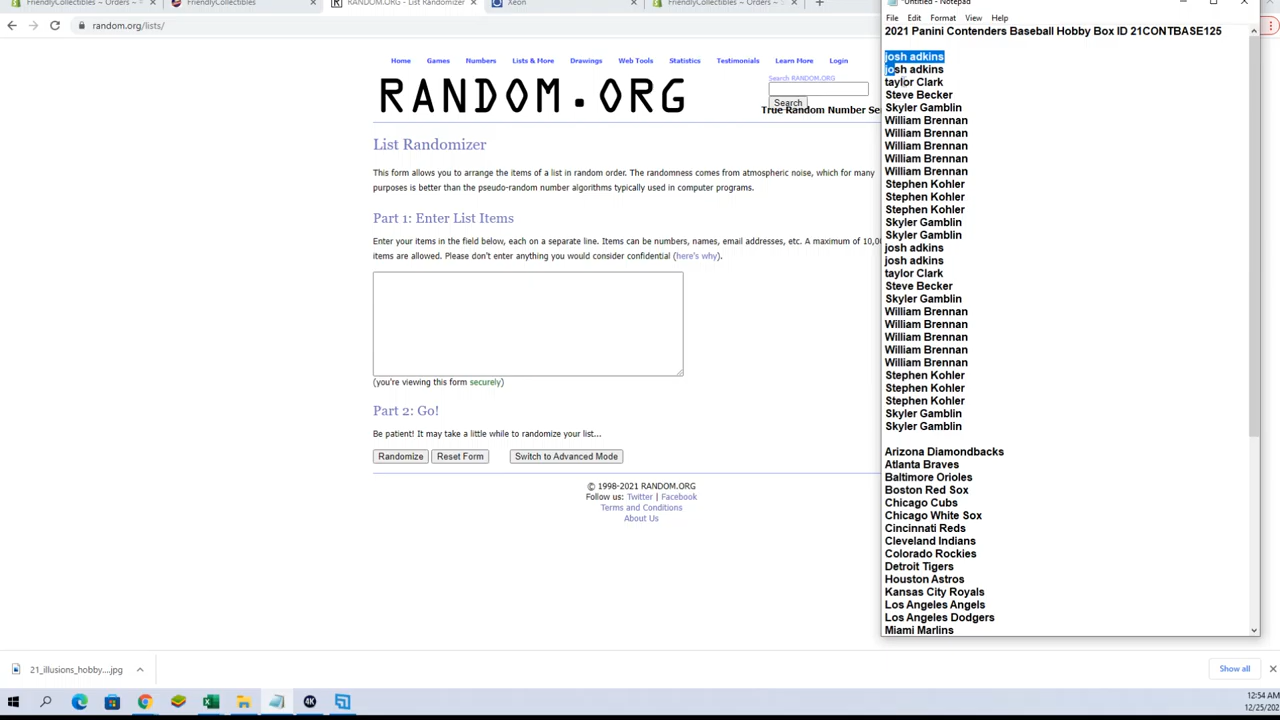 FriendlyCollectibles ~ Orders ~
FriendlyCollectibles
RANDOM.ORG - List Randomizer
Xeon
FriendlyCollectibles ~ Orders ~
random.org/lists/
Home Games Numbers Lists & More Drawings Web Tools Statistics Testimonials Learn More Login
RANDOM.ORG
Search RANDOM.ORG
Search
True Random Number Se
List Randomizer
This form allows you to arrange the items of a list in random order. The randomness comes from atmospheric noise, which for many
purposes is better than the pseudo-random number algorithms typically used in computer programs.
Part 1: Enter List Items
Enter your items in the field below, each on a separate line. Items can be numbers, names, email addresses, etc. A maximum of 10,0
items are allowed. Please don't enter anything you would consider confidential (here's why).
(you're viewing this form securely)
Part 2: Go!
Be patient! It may take a little while to randomize your list...
Randomize Reset Form Switch to Advanced Mode
© 1998-2021 RANDOM.ORG
Follow us: Twitter | Facebook
Terms and Conditions
About Us
*Untitled - Notepad
File Edit Format View Help
2021 Panini Contenders Baseball Hobby Box ID 21CONTBASE125
josh adkins
josh adkins
taylor Clark
Steve Becker
Skyler Gamblin
William Brennan
William Brennan
William Brennan
William Brennan
William Brennan
Stephen Kohler
Stephen Kohler
Stephen Kohler
Skyler Gamblin
Skyler Gamblin
josh adkins
josh adkins
taylor Clark
Steve Becker
Skyler Gamblin
William Brennan
William Brennan
William Brennan
William Brennan
William Brennan
Stephen Kohler
Stephen Kohler
Stephen Kohler
Skyler Gamblin
Skyler Gamblin
Arizona Diamondbacks
Atlanta Braves
Baltimore Orioles
Boston Red Sox
Chicago Cubs
Chicago White Sox
Cincinnati Reds
Cleveland Indians
Colorado Rockies
Detroit Tigers
Houston Astros
Kansas City Royals
Los Angeles Angels
Los Angeles Dodgers
Miami Marlins
21_illusions_hobby....jpg
Show all
12:54 AM
12/25/202